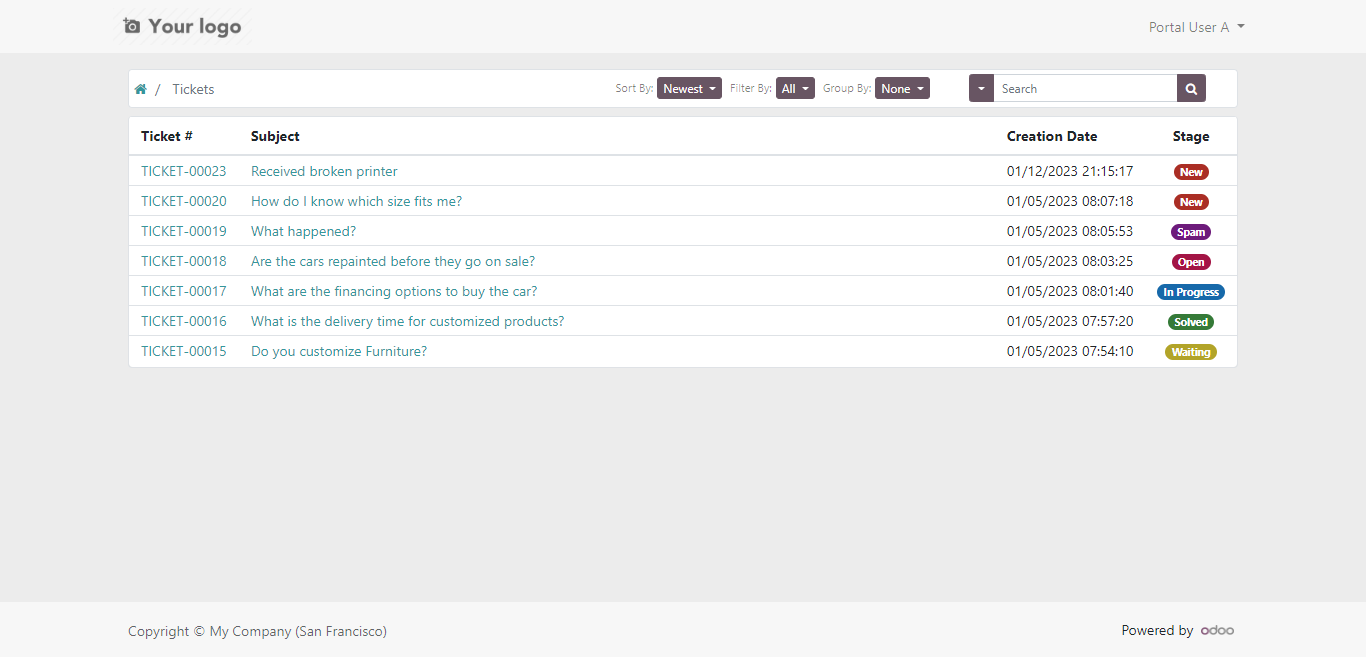 Your logo
Portal User A
/ Tickets
Sort By: Newest Filter By: All Group By: None Search
Ticket # Subject Creation Date Stage
TICKET-00023 Received broken printer 01/12/2023 21:15:17 New
TICKET-00020 How do I know which size fits me? 01/05/2023 08:07:18 New
TICKET-00019 What happened? 01/05/2023 08:05:53 Spam
TICKET-00018 Are the cars repainted before they go on sale? 01/05/2023 08:03:25 Open
TICKET-00017 What are the financing options to buy the car? 01/05/2023 08:01:40 In Progress
TICKET-00016 What is the delivery time for customized products? 01/05/2023 07:57:20 Solved
TICKET-00015 Do you customize Furniture? 01/05/2023 07:54:10 Waiting
Copyright © My Company (San Francisco)
Powered by odoo